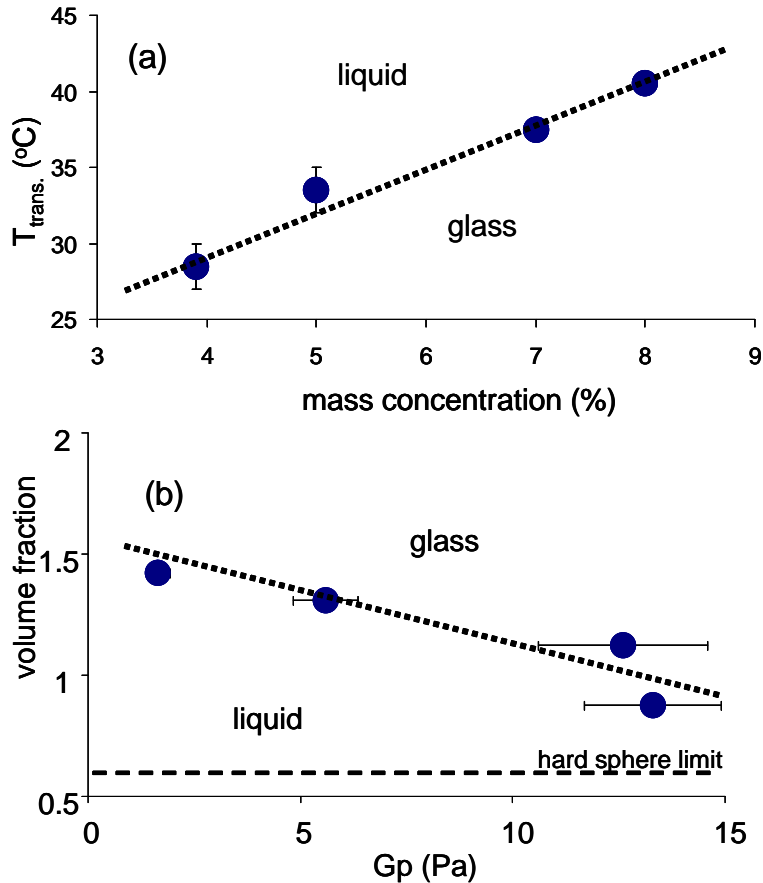 45
(a)
liquid
40
T trans. (ºC)
35
glass
30
25
3 4 5 6 7 8 9
mass concentration (%)
2
(b)
glass
1.5
volume fraction
1
liquid
hard sphere limit
0.5
0 5 10 15
Gp (Pa)